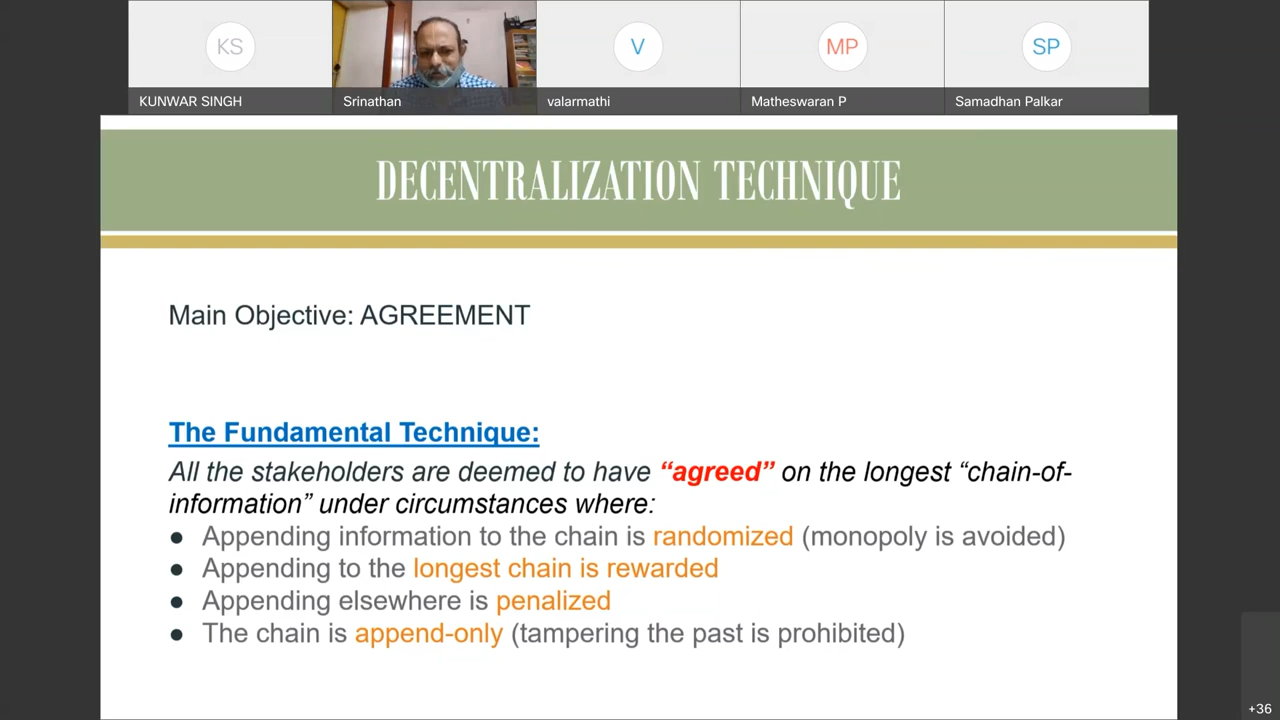 KS
V
MP
SP
KUNWAR SINGH
Srinathan
valarmathi
Matheswaran P
Samadhan Palkar
DECENTRALIZATION TECHNIQUE
Main Objective: AGREEMENT
The Fundamental Technique:
All the stakeholders are deemed to have “agreed” on the longest “chain-of-
information” under circumstances where:
● Appending information to the chain is randomized (monopoly is avoided)
● Appending to the longest chain is rewarded
● Appending elsewhere is penalized
● The chain is append-only (tampering the past is prohibited)
+36